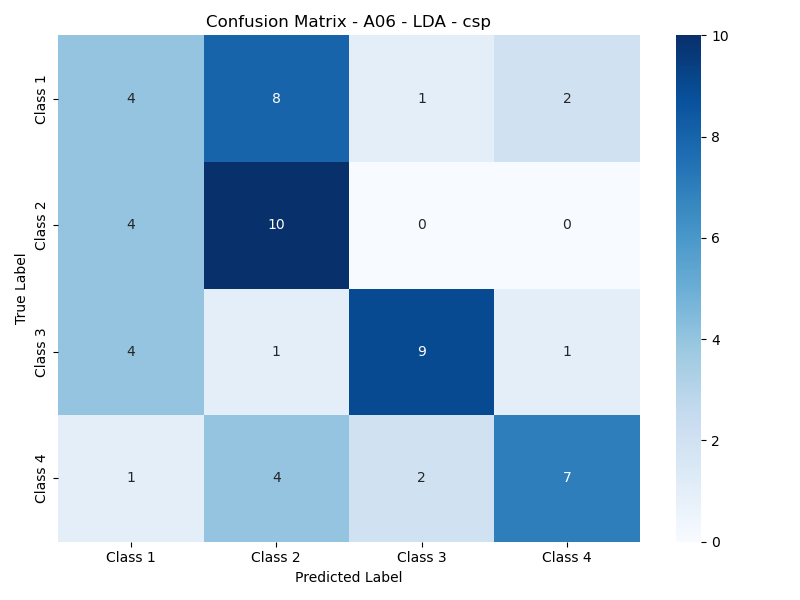 Confusion Matrix - A06 - LDA - csp
True Label
Class 1
4 8 1 2
Class 2
4 10 0 0
Class 3
4 1 9 1
Class 4
1 4 2 7
Class 1 Class 2 Class 3 Class 4
Predicted Label
10
8
6
4
2
0